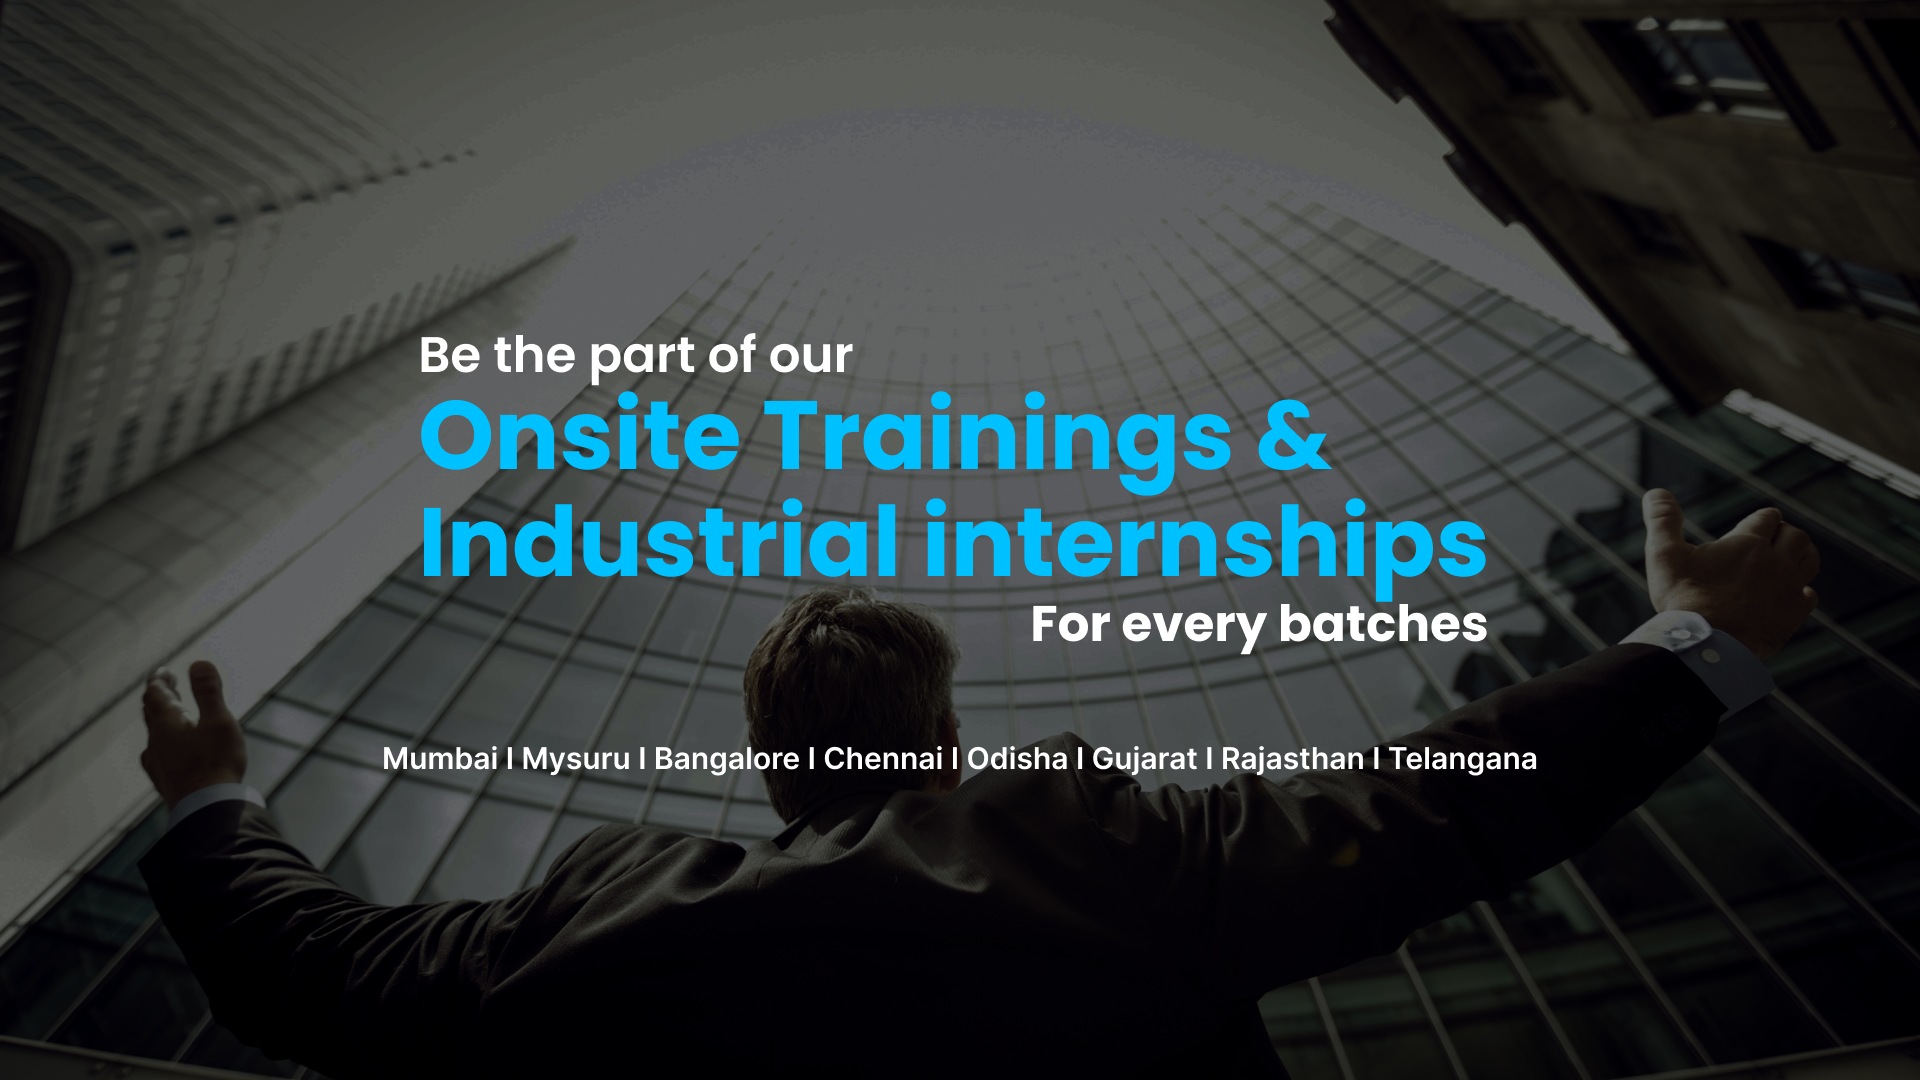 Be the part of our
Onsite Trainings &
Industrial internships
For every batches
Mumbai I Mysuru I Bangalore I Chennai I Odisha I Gujarat I Rajasthan I Telangana